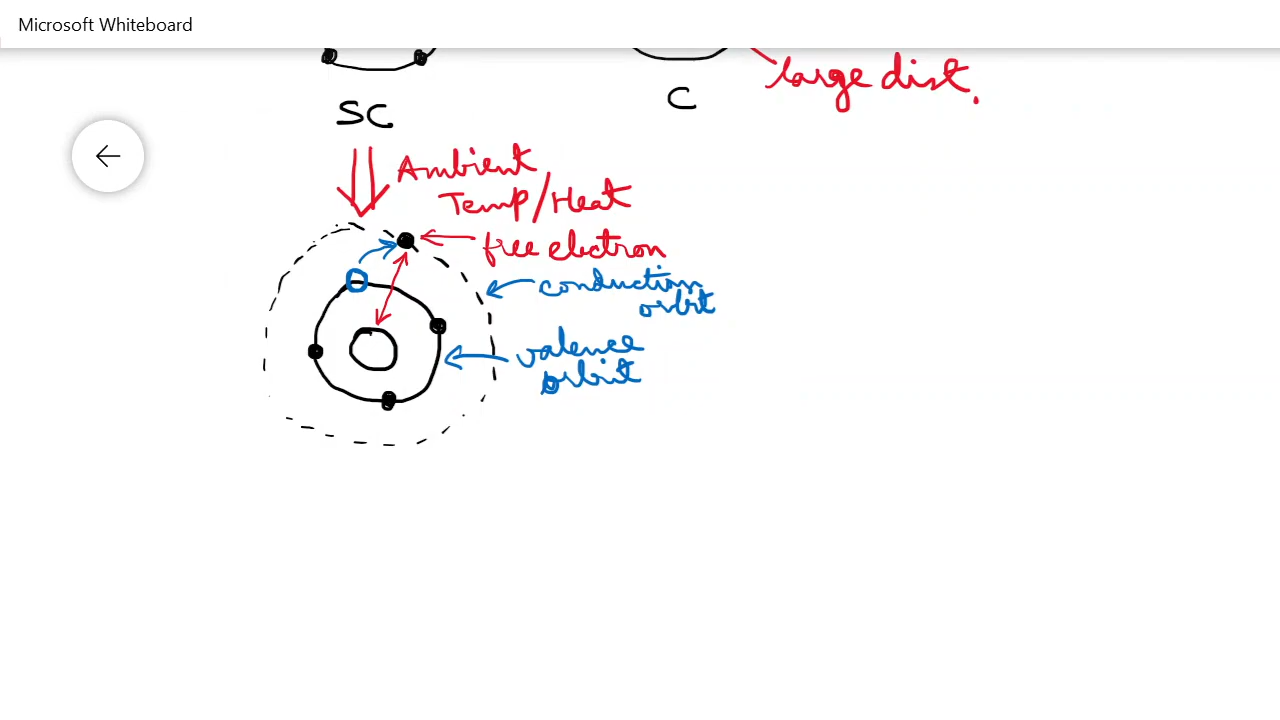 Microsoft Whiteboard
large dist.
SC
C
Ambient
Temp/Heat
free electron
conduction
orbit
valence
orbit